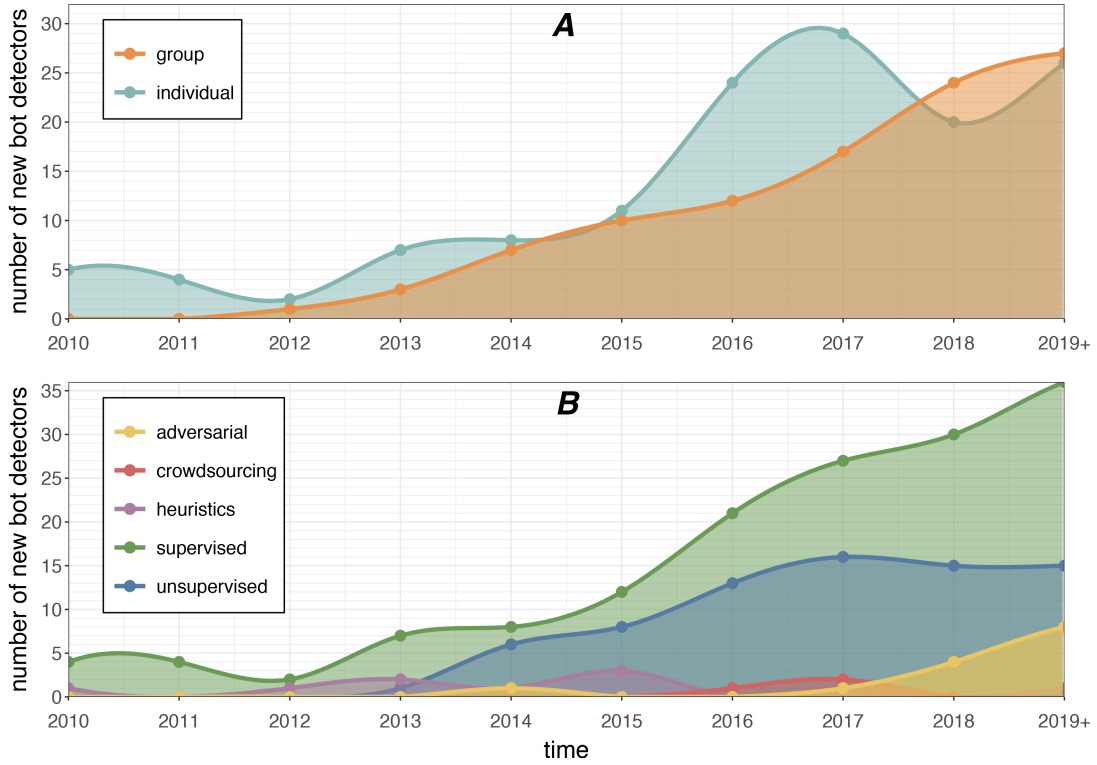 A
number of new bot detectors
30
25
20
15
10
5
0
group
individual
2010 2011 2012 2013 2014 2015 2016 2017 2018 2019+
B
number of new bot detectors
35
30
25
20
15
10
5
0
adversarial
crowdsourcing
heuristics
supervised
unsupervised
2010 2011 2012 2013 2014 2015 2016 2017 2018 2019+
time